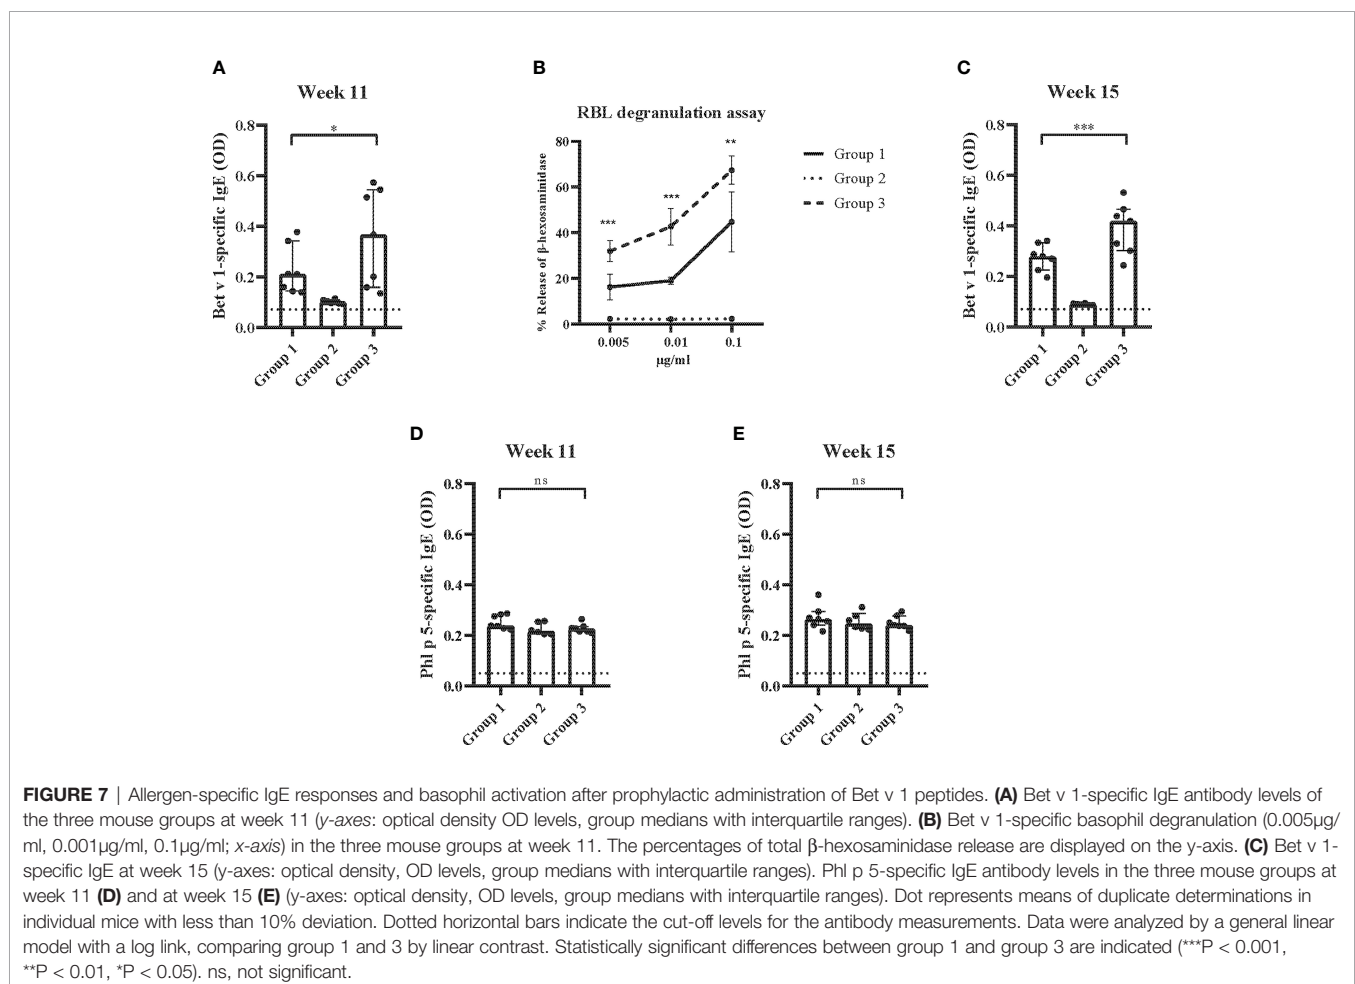 A
Week 11
Bet v 1-specific IgE (OD)
0.8
0.6
0.4
0.2
0.0
*
Group 1
Group 2
Group 3
B
RBL degranulation assay
% Release of β-hexosaminidase
80
60
40
20
0
***
***
**
0.005
0.01
0.1
µg/ml
Group 1
Group 2
Group 3
C
Week 15
Bet v 1-specific IgE (OD)
0.8
0.6
0.4
0.2
0.0
***
Group 1
Group 2
Group 3
D
Week 11
Phl p 5-specific IgE (OD)
0.8
0.6
0.4
0.2
0.0
ns
Group 1
Group 2
Group 3
E
Week 15
Phl p 5-specific IgE (OD)
0.8
0.6
0.4
0.2
0.0
ns
Group 1
Group 2
Group 3
FIGURE 7 | Allergen-specific IgE responses and basophil activation after prophylactic administration of Bet v 1 peptides. (A) Bet v 1-specific IgE antibody levels of
the three mouse groups at week 11 (y-axes: optical density OD levels, group medians with interquartile ranges). (B) Bet v 1-specific basophil degranulation (0.005µg/
ml, 0.001µg/ml, 0.1µg/ml; x-axis) in the three mouse groups at week 11. The percentages of total β-hexosaminidase release are displayed on the y-axis. (C) Bet v 1-
specific IgE at week 15 (y-axes: optical density, OD levels, group medians with interquartile ranges). Phl p 5-specific IgE antibody levels in the three mouse groups at
week 11 (D) and at week 15 (E) (y-axes: optical density, OD levels, group medians with interquartile ranges). Dot represents means of duplicate determinations in
individual mice with less than 10% deviation. Dotted horizontal bars indicate the cut-off levels for the antibody measurements. Data were analyzed by a general linear
model with a log link, comparing group 1 and 3 by linear contrast. Statistically significant differences between group 1 and group 3 are indicated (***P < 0.001,
**P < 0.01, *P < 0.05). ns, not significant.